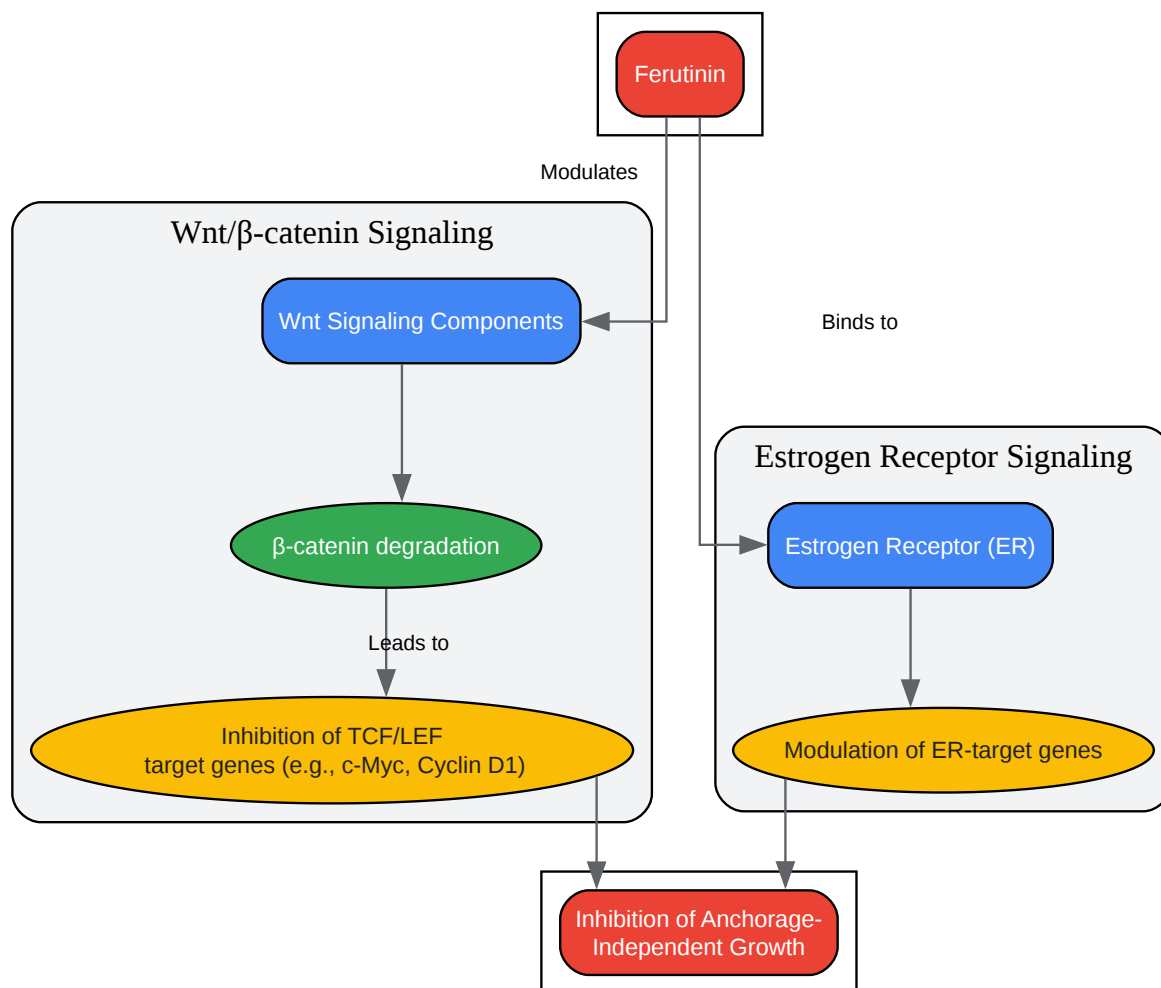 Ferutinin
Modulates
Wnt/β-catenin Signaling
Wnt Signaling Components
Binds to
Estrogen Receptor Signaling
β-catenin degradation
Estrogen Receptor (ER)
Leads to
Inhibition of TCF/LEF
target genes (e.g., c-Myc, Cyclin D1)
Modulation of ER-target genes
Inhibition of Anchorage-
Independent Growth